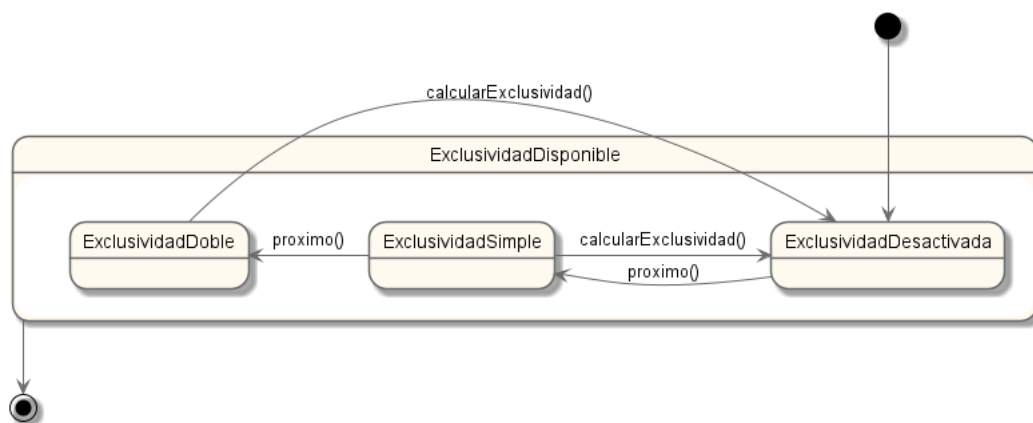 calcularExclusividad()
ExclusividadDisponible
ExclusividadDoble
proximo()
ExclusividadSimple
calcularExclusividad()
proximo()
ExclusividadDesactivada